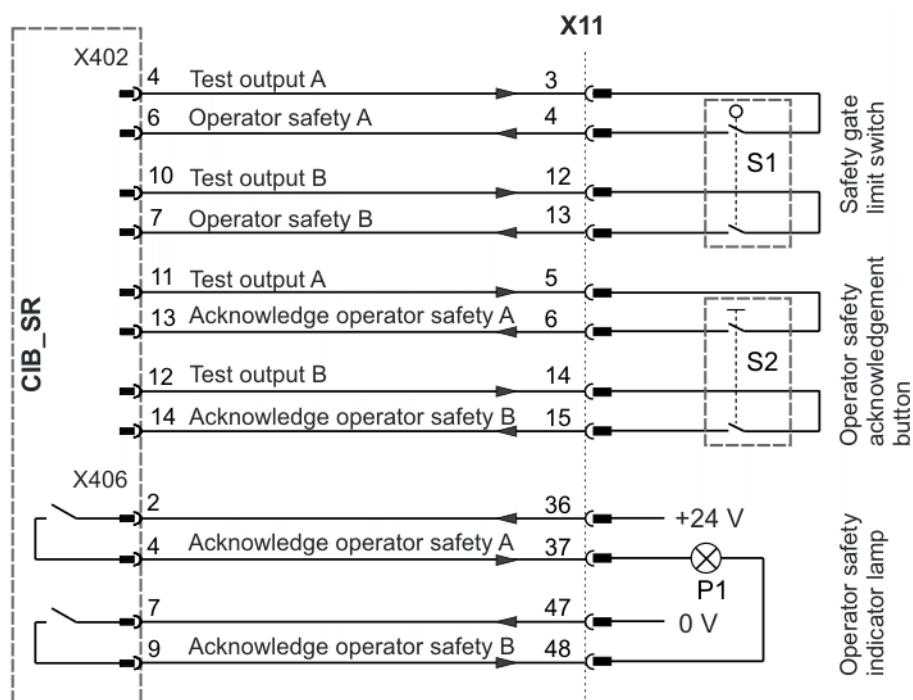 X11
X402
4 Test output A 3
6 Operator safety A 4
10 Test output B 12
7 Operator safety B 13
S1
Safety gate
limit switch
11 Test output A 5
13 Acknowledge operator safety A 6
12 Test output B 14
14 Acknowledge operator safety B 15
S2
Operator safety
acknowledgement
button
CIB_SR
X406
2 36 +24 V
4 Acknowledge operator safety A 37
P1
7 47 0 V
9 Acknowledge operator safety B 48
Operator safety
indicator lamp